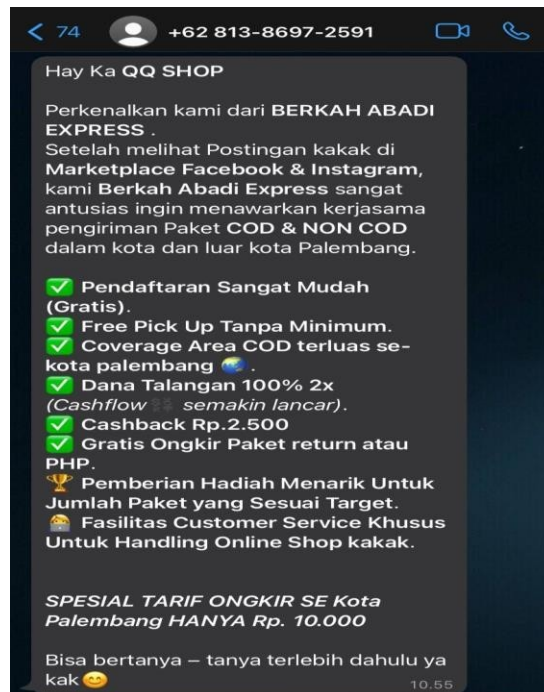 74
+62 813-8697-2591
Hay Ka QQ SHOP
Perkenalkan kami dari BERKAH ABADI
EXPRESS .
Setelah melihat Postingan kakak di
Marketplace Facebook & Instagram,
kami Berkah Abadi Express sangat
antusias ingin menawarkan kerjasama
pengiriman Paket COD & NON COD
dalam kota dan luar kota Palembang.
✅ Pendaftaran Sangat Mudah
(Gratis).
✅ Free Pick Up Tanpa Minimum.
✅ Coverage Area COD terluas se-
kota palembang 🌏 .
✅ Dana Talangan 100% 2x
(Cashflow 💸 semakin lancar).
✅ Cashback Rp.2.500
✅ Gratis Ongkir Paket return atau
PHP.
🏆 Pemberian Hadiah Menarik Untuk
Jumlah Paket yang Sesuai Target.
👩‍💻 Fasilitas Customer Service Khusus
Untuk Handling Online Shop kakak.
SPESIAL TARIF ONGKIR SE Kota
Palembang HANYA Rp. 10.000
Bisa bertanya – tanya terlebih dahulu ya
kak😊
10.55